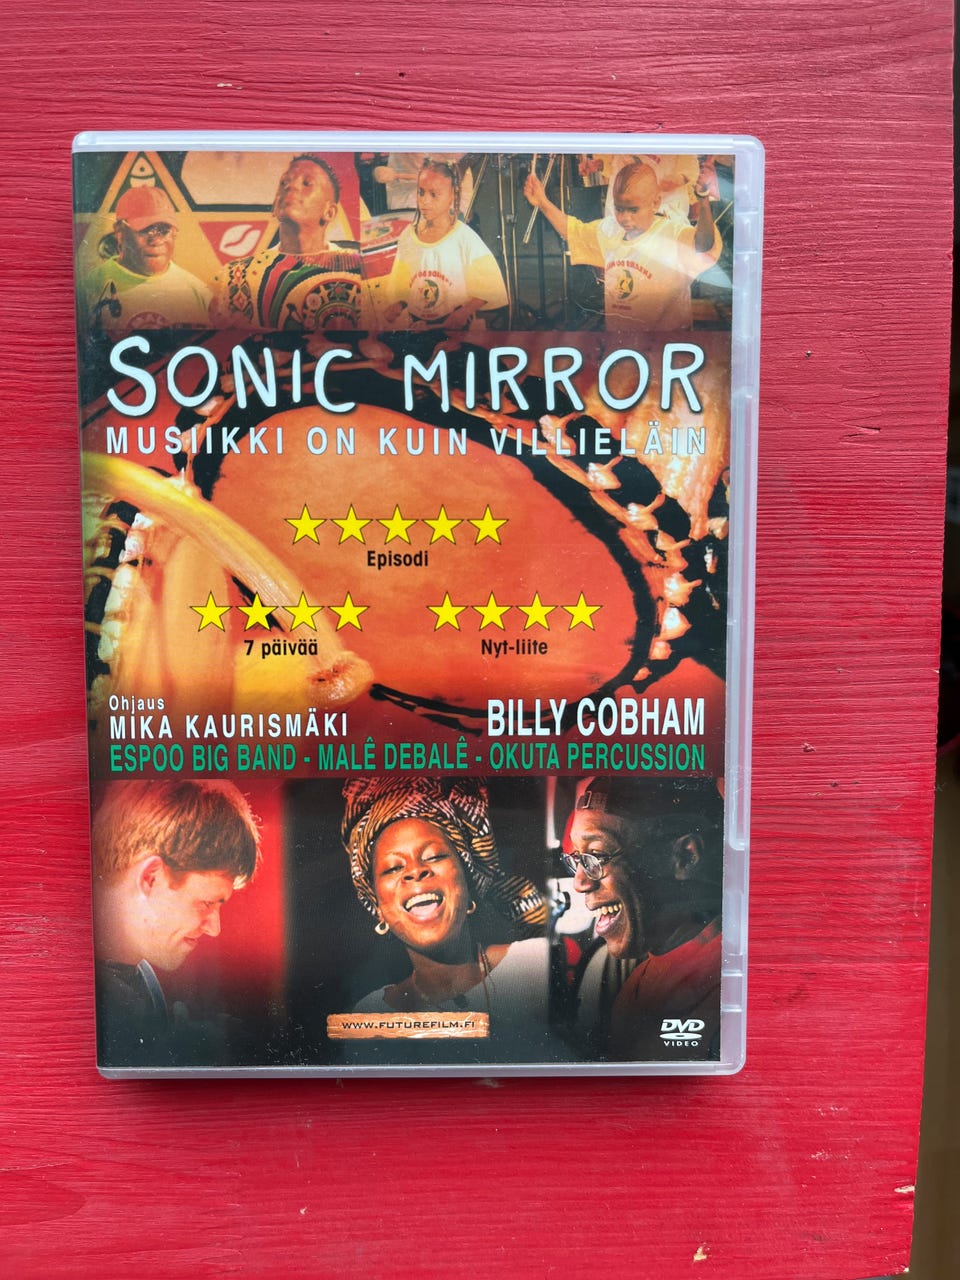 SONIC MIRROR
MUSIIKKI ON KUIN VILLIELÄIN
Episodi
7 päivää
Nyt-liite
Ohjaus
MIKA KAURISMÄKI
BILLY COBHAM
ESPOO BIG BAND - MALÊ DEBALÊ - OKUTA PERCUSSION
WWW.FUTUREFILM.FI
DVD
VIDEO